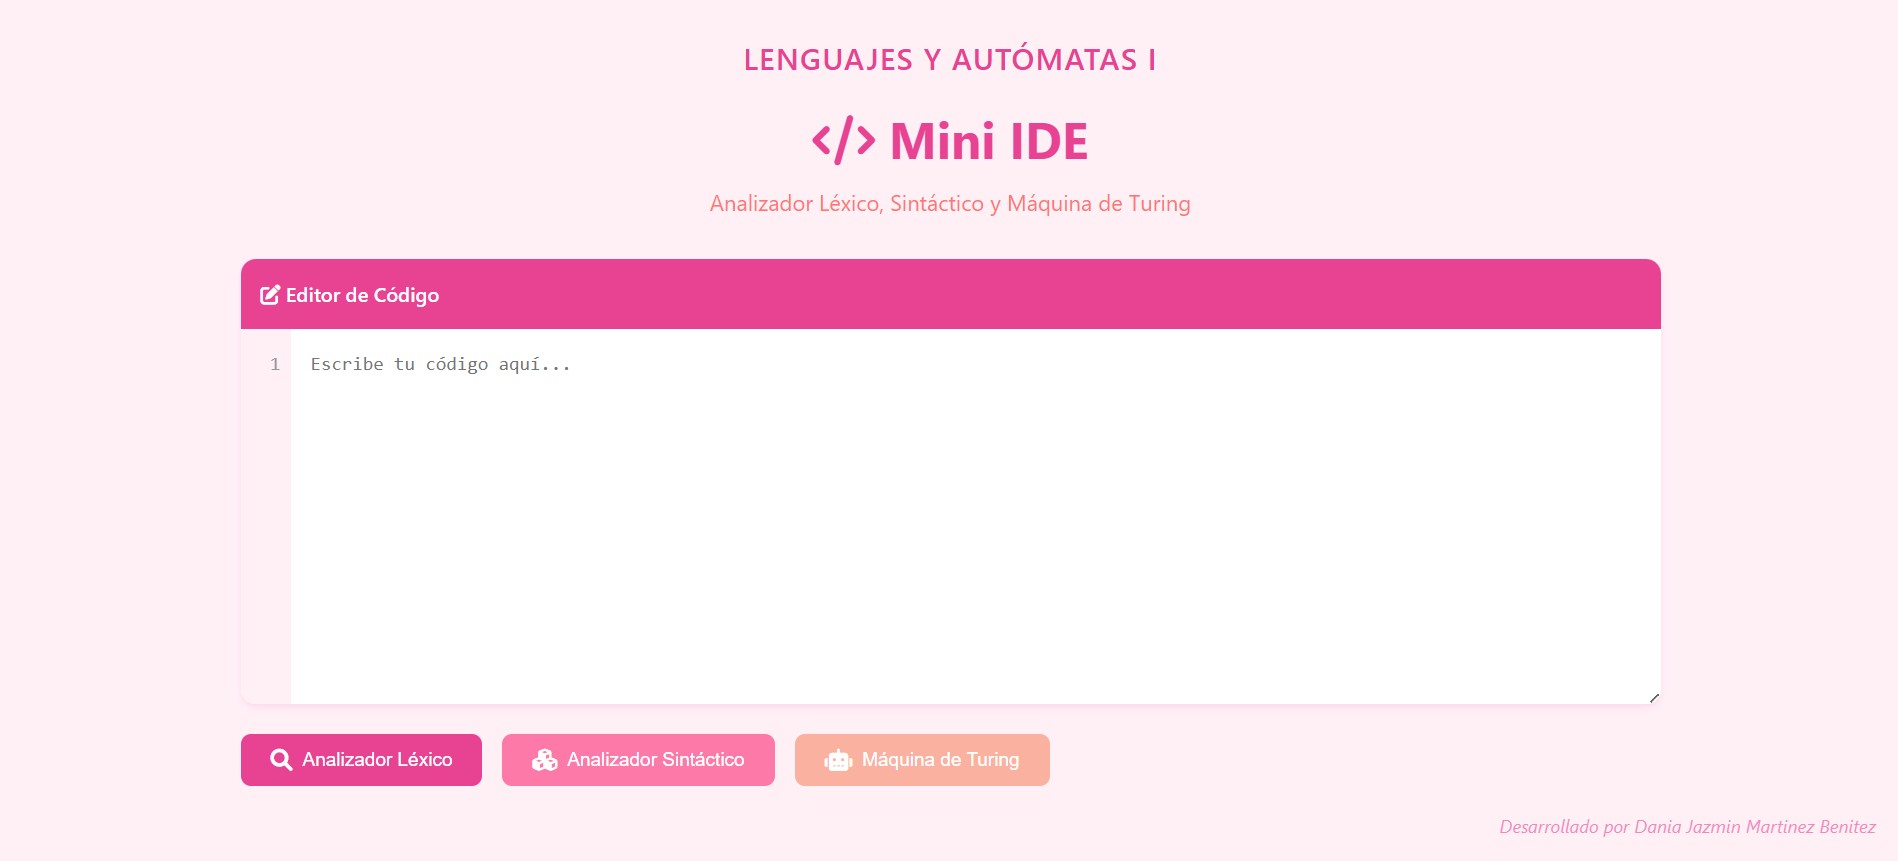 LENGUAJES Y AUTÓMATAS I
</> Mini IDE
Analizador Léxico, Sintáctico y Máquina de Turing
Editor de Código
1 Escribe tu código aquí...
Analizador Léxico Analizador Sintáctico Máquina de Turing
Desarrollado por Dania Jazmin Martinez Benitez